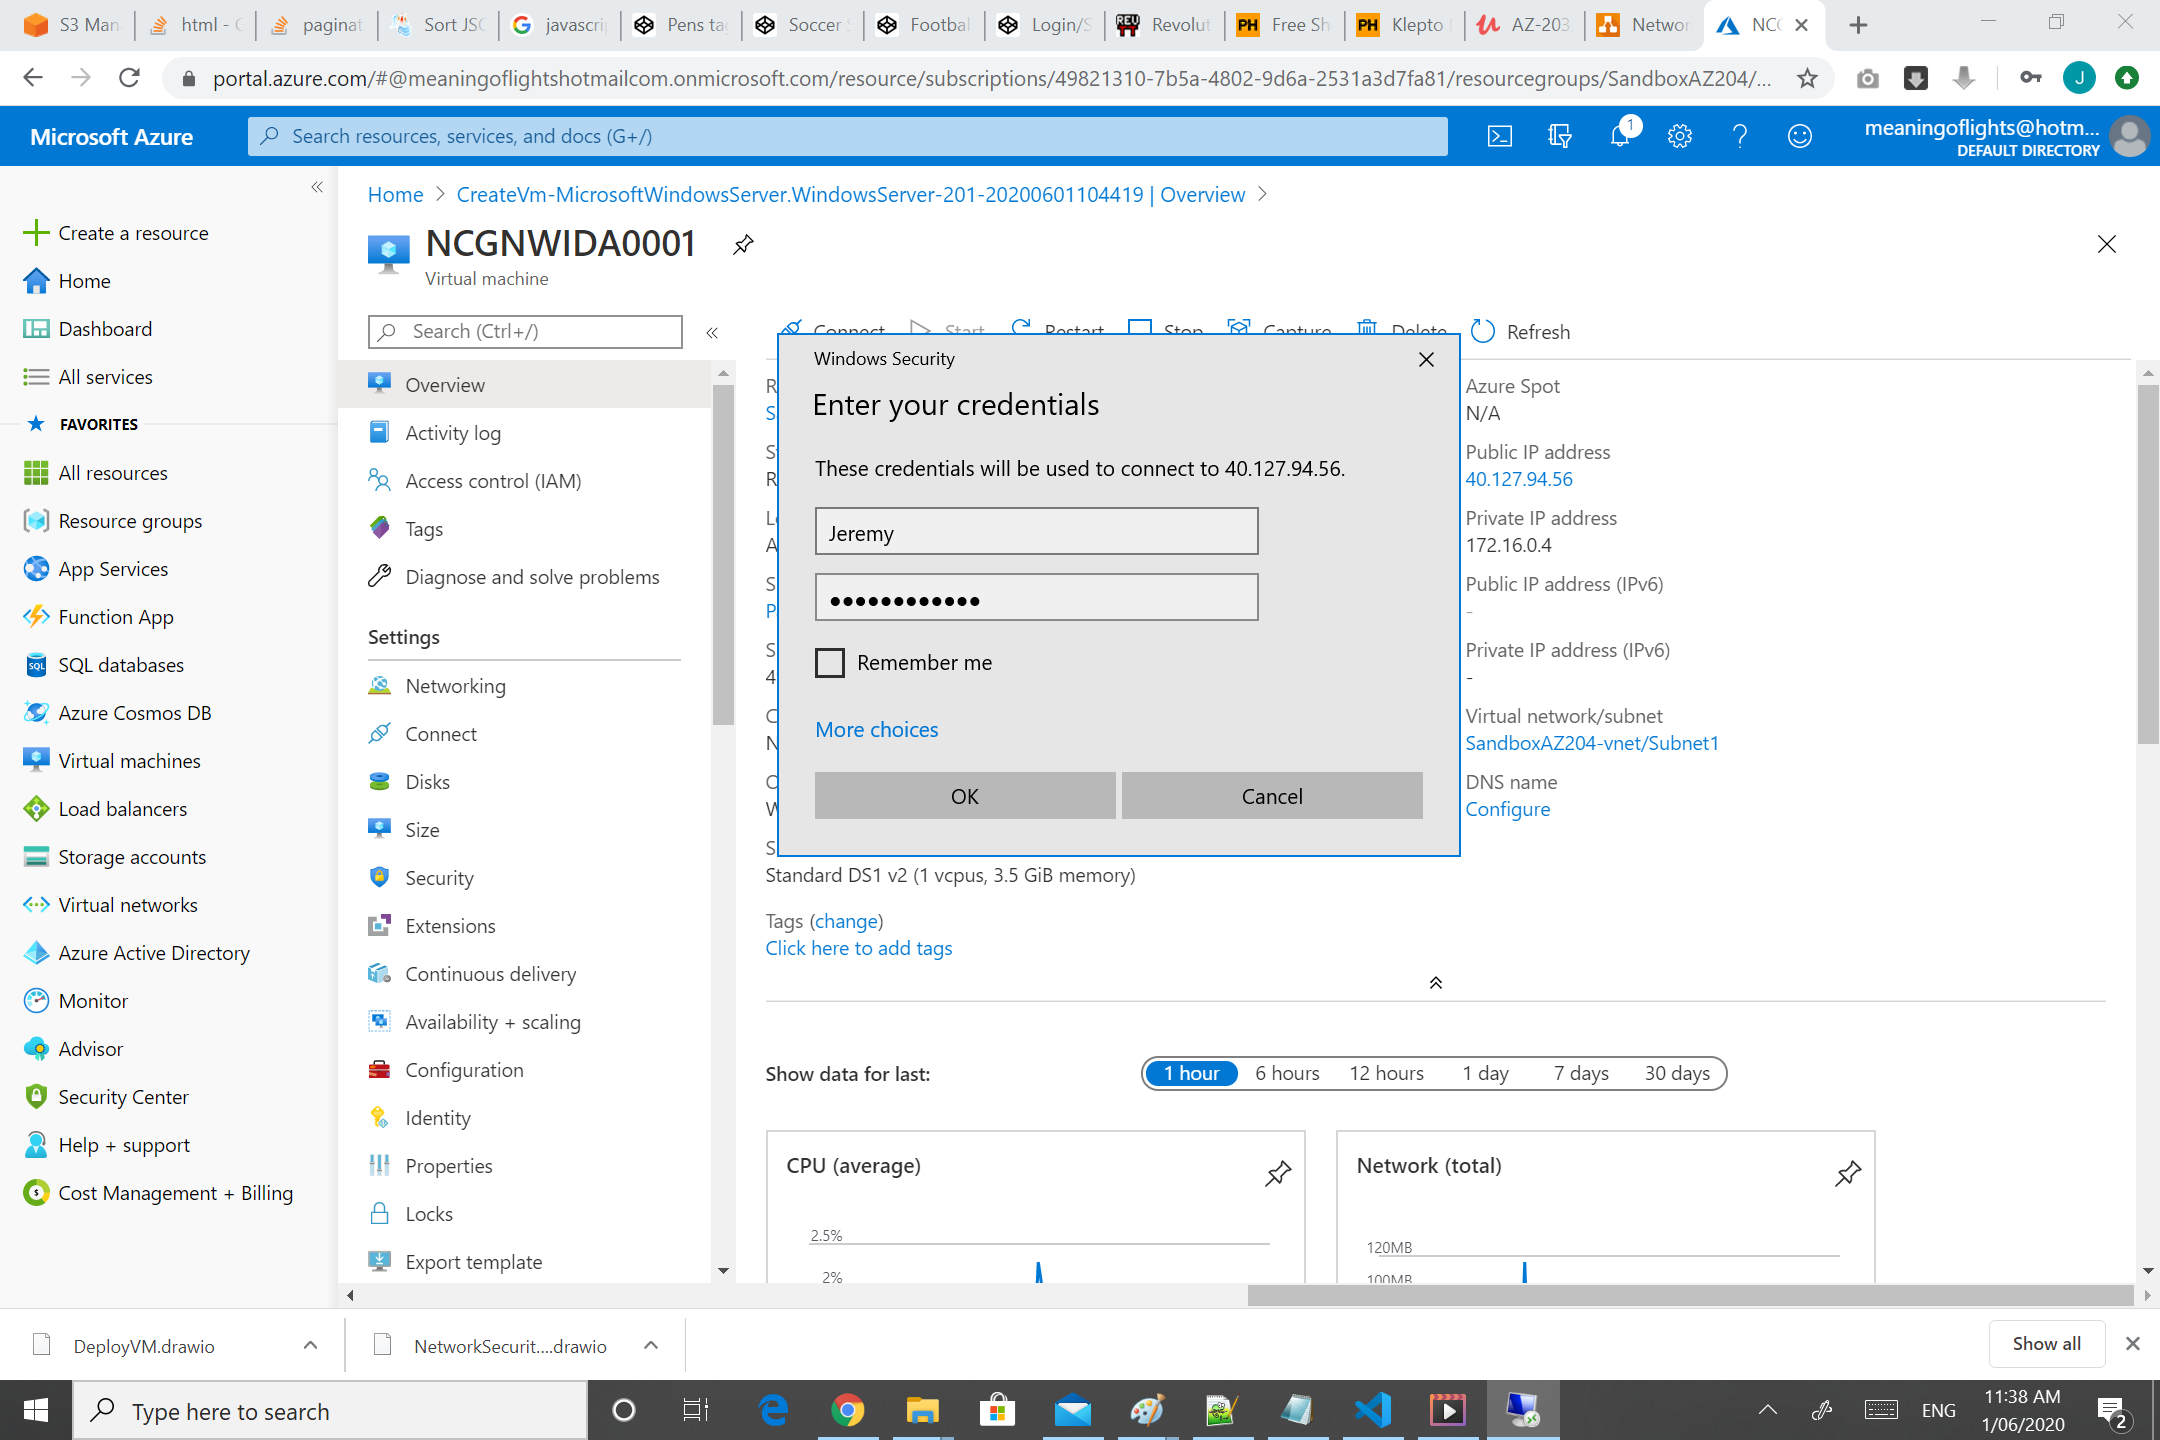 S3 Man
html - C
paginat
Sort JSC
javascrip
Pens tag
Soccer S
Footbal
Login/S
Revolut
Free Sh
Klepto
AZ-203
Networ
NCG
portal.azure.com/#@meaningoflightshotmailcom.onmicrosoft.com/resource/subscriptions/49821310-7b5a-4802-9d6a-2531a3d7fa81/resourcegroups/SandboxAZ204/...
J
Microsoft Azure
Search resources, services, and docs (G+/)
1
meaningoflights@hotm...
DEFAULT DIRECTORY
Home > CreateVm-MicrosoftWindowsServer.WindowsServer-201-20200601104419 | Overview >
NCGNWIDA0001
Virtual machine
Create a resource
Home
Dashboard
All services
FAVORITES
All resources
Resource groups
App Services
Function App
SQL databases
Azure Cosmos DB
Virtual machines
Load balancers
Storage accounts
Virtual networks
Azure Active Directory
Monitor
Advisor
Security Center
Help + support
Cost Management + Billing
Search (Ctrl+/)
Overview
Activity log
Access control (IAM)
Tags
Diagnose and solve problems
Settings
Networking
Connect
Disks
Size
Security
Extensions
Continuous delivery
Availability + scaling
Configuration
Identity
Properties
Locks
Export template
Connect Start Restart Stop Capture Delete Refresh
Windows Security
Enter your credentials
These credentials will be used to connect to 40.127.94.56.
Jeremy
●●●●●●●●●●●●
Remember me
More choices
OK
Cancel
Azure Spot
N/A
Public IP address
40.127.94.56
Private IP address
172.16.0.4
Public IP address (IPv6)
-
Private IP address (IPv6)
-
Virtual network/subnet
SandboxAZ204-vnet/Subnet1
DNS name
Configure
Standard DS1 v2 (1 vcpus, 3.5 GiB memory)
Tags (change)
Click here to add tags
Show data for last:
1 hour 6 hours 12 hours 1 day 7 days 30 days
CPU (average)
2.5%
2%
Network (total)
120MB
100MB
DeployVM.drawio
NetworkSecurit....drawio
Show all
Type here to search
ENG
11:38 AM
1/06/2020
2